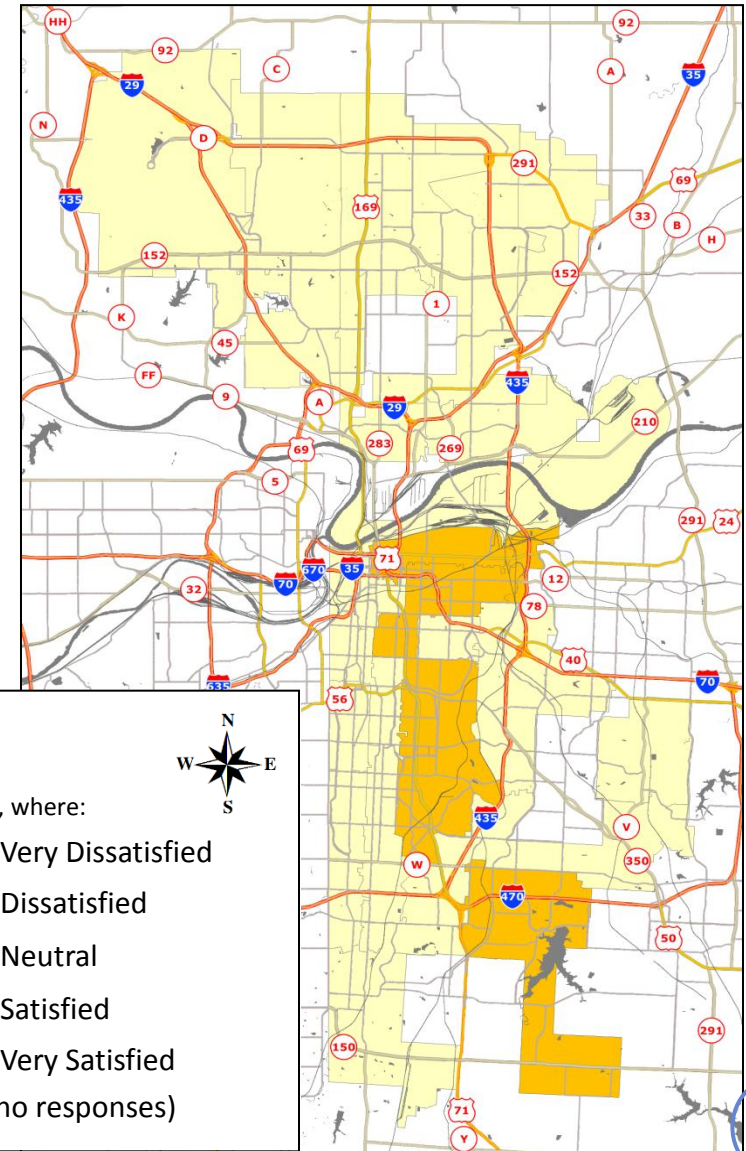 HH
92
92
C
A
29
35
N
D
291
69
435
169
33
B
H
152
152
1
K
45
FF
435
9
A
29
283
269
210
69
5
291
24
71
670
35
70
12
32
78
40
635
56
70
N
W E
S
435
, where:
V
Very Dissatisfied
W
350
Dissatisfied
470
50
Neutral
Satisfied
291
150
Very Satisfied
no responses)
71
Y